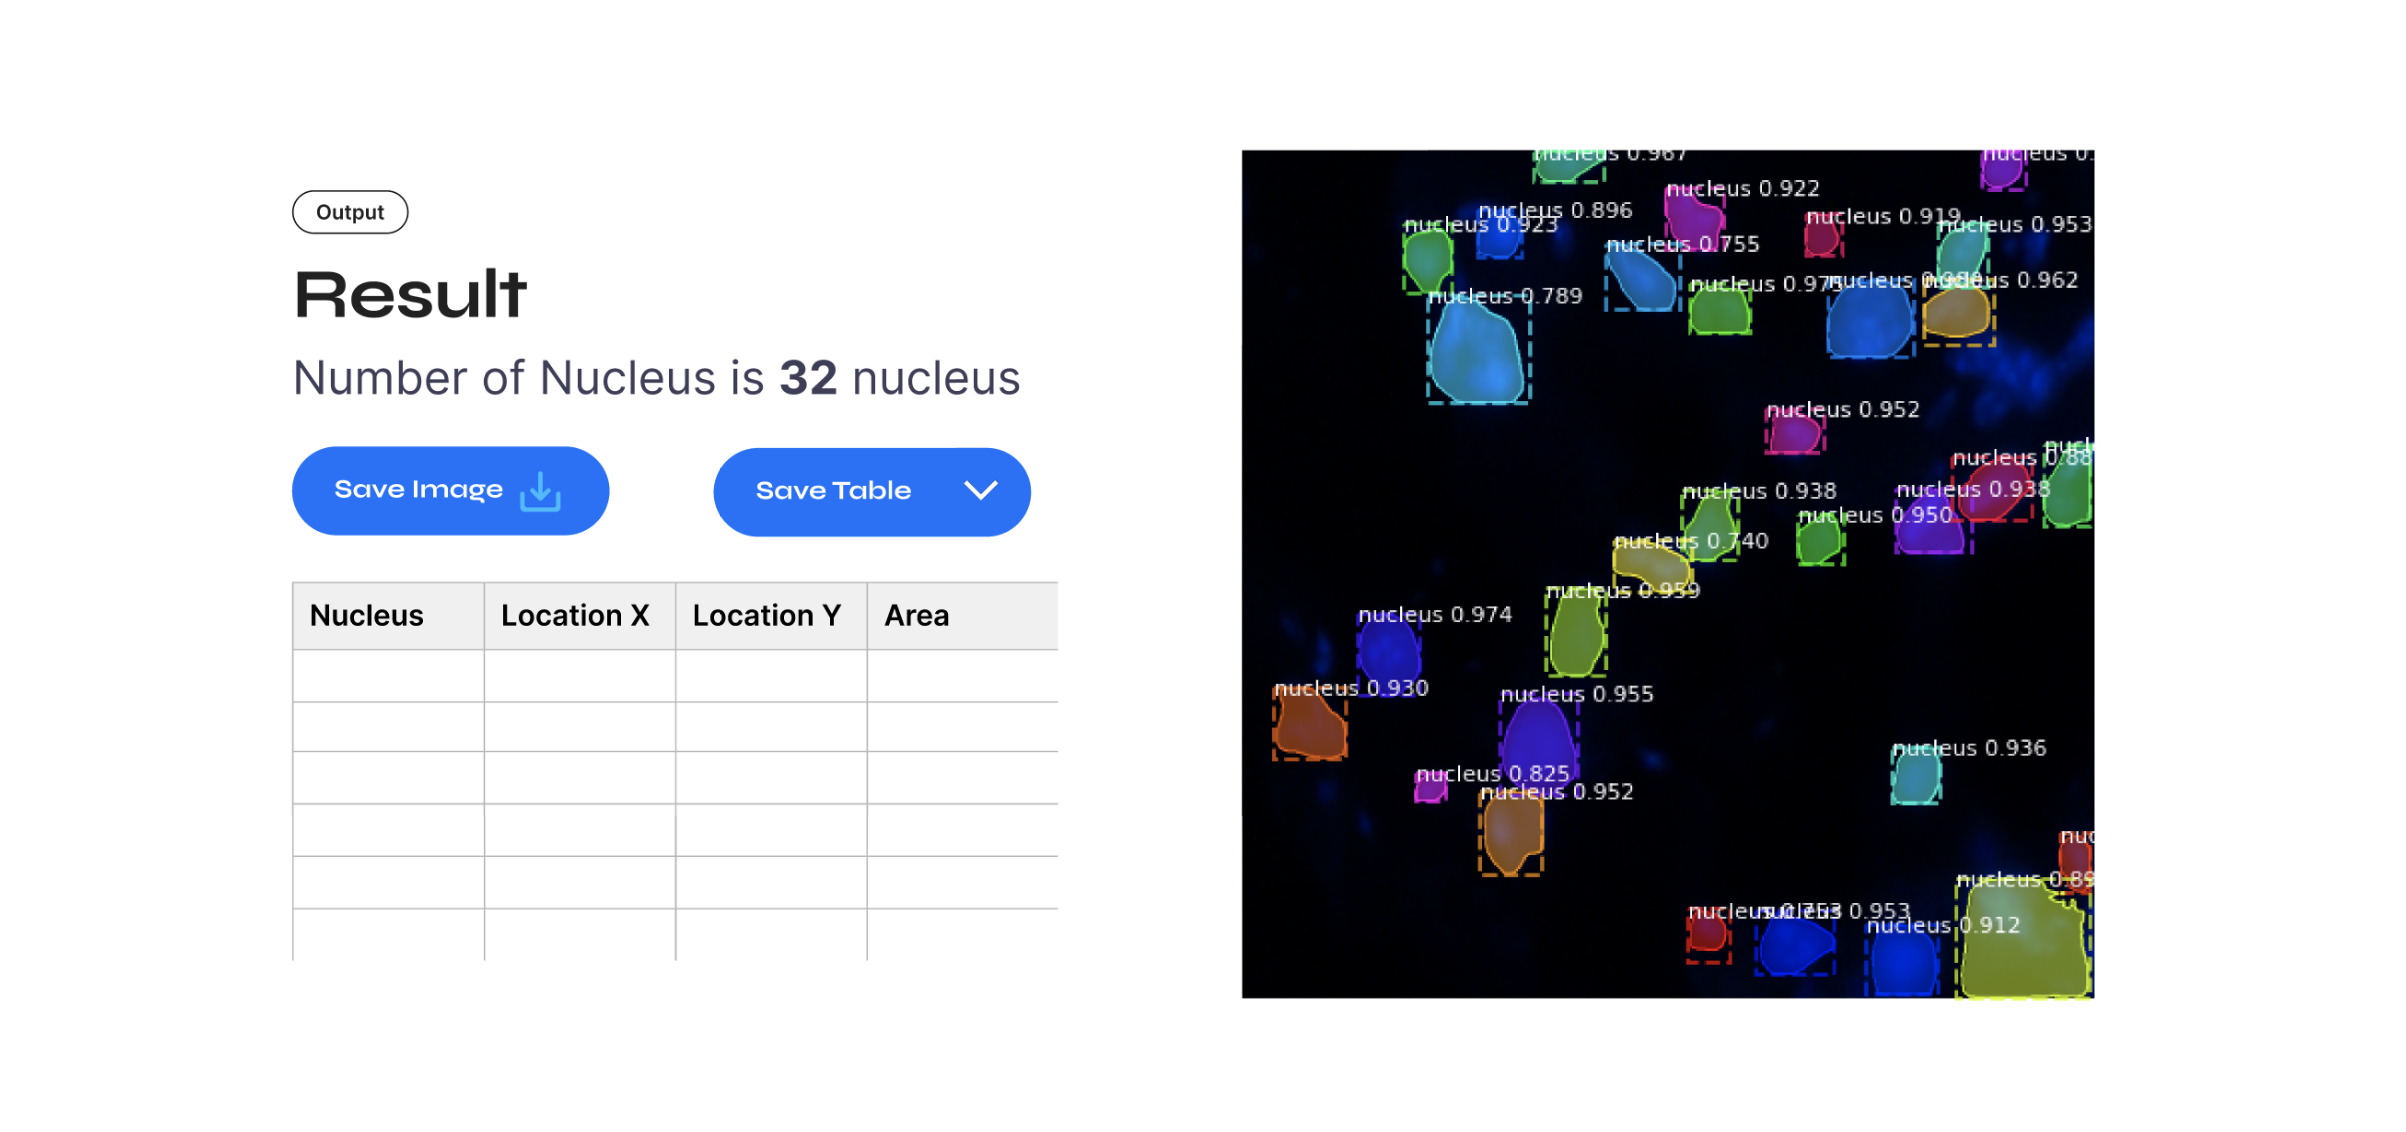 Output
Result
Number of Nucleus is 32 nucleus
Save Image
Save Table
Nucleus Location X Location Y Area
nucleus 0.967
nucleus 0.
nucleus 0.922
nucleus 0.896
nucleus 0.919
nucleus 0.923
nucleus 0.953
nucleus 0.755
nucleus
nucleus 0.962
nucleus 0.975
nucleus 0.789
nucleus 0.952
nucl
nucleus 0.88
nucleus 0.938
nucleus 0.938
nucleus 0.950
nucleus 0.740
nucleus 0.959
nucleus 0.974
nucleus 0.930
nucleus 0.955
nucleus 0.936
nucleus 0.825
nucleus 0.952
nuc
nucleus 0.89
nucleus 0.753
nucleus 0.953
nucleus 0.912